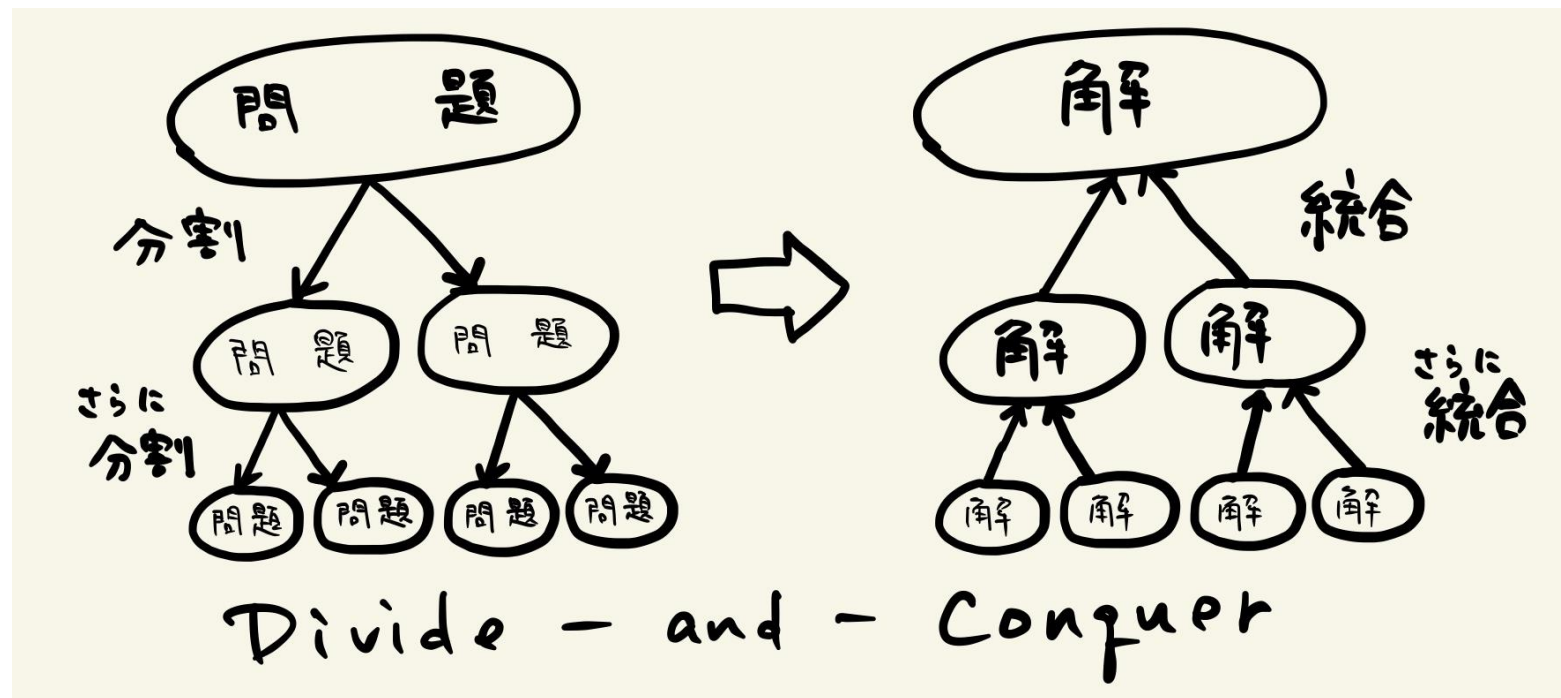 問 題
分割
問 題
問 題
さらに
分割
問題
問題
問題
問題
解
統合
解
解
さらに
統合
解
解
解
解
Divide - and - Conquer